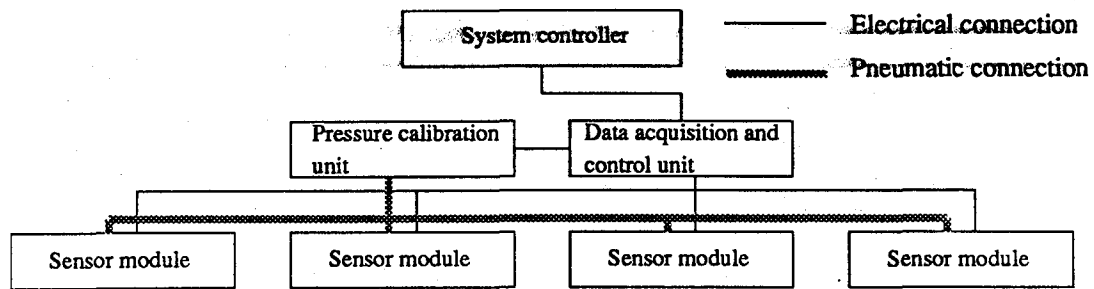 System controller
Electrical connection
Pneumatic connection
Pressure calibration
unit
Data acquisition and
control unit
Sensor module
Sensor module
Sensor module
Sensor module